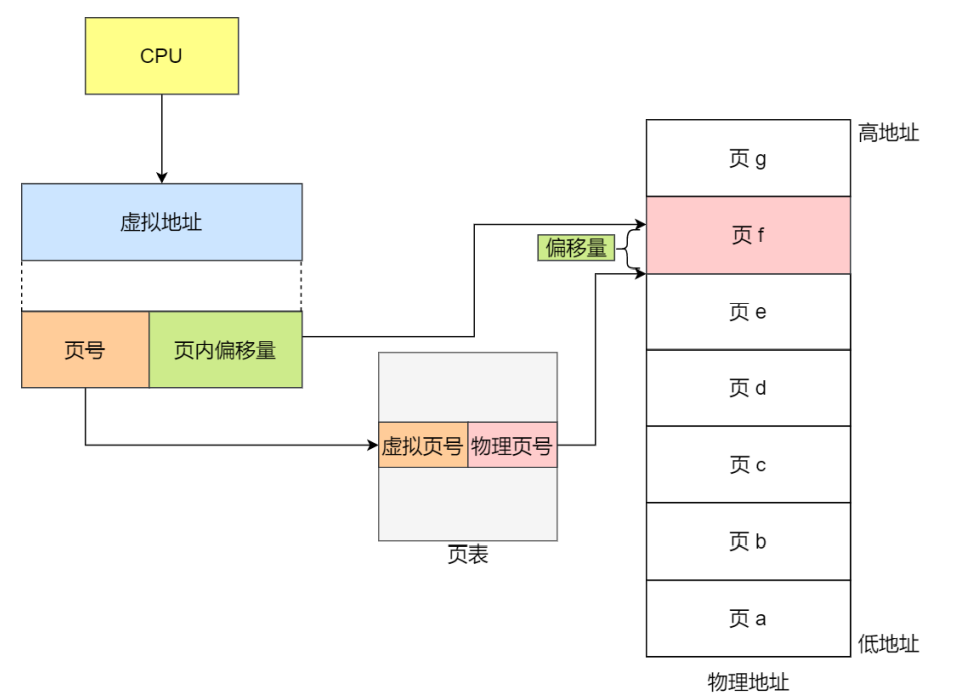 CPU
虚拟地址
页号
页内偏移量
虚拟页号
物理页号
页表
偏移量
高地址
页 g
页 f
页 e
页 d
页 c
页 b
页 a
低地址
物理地址